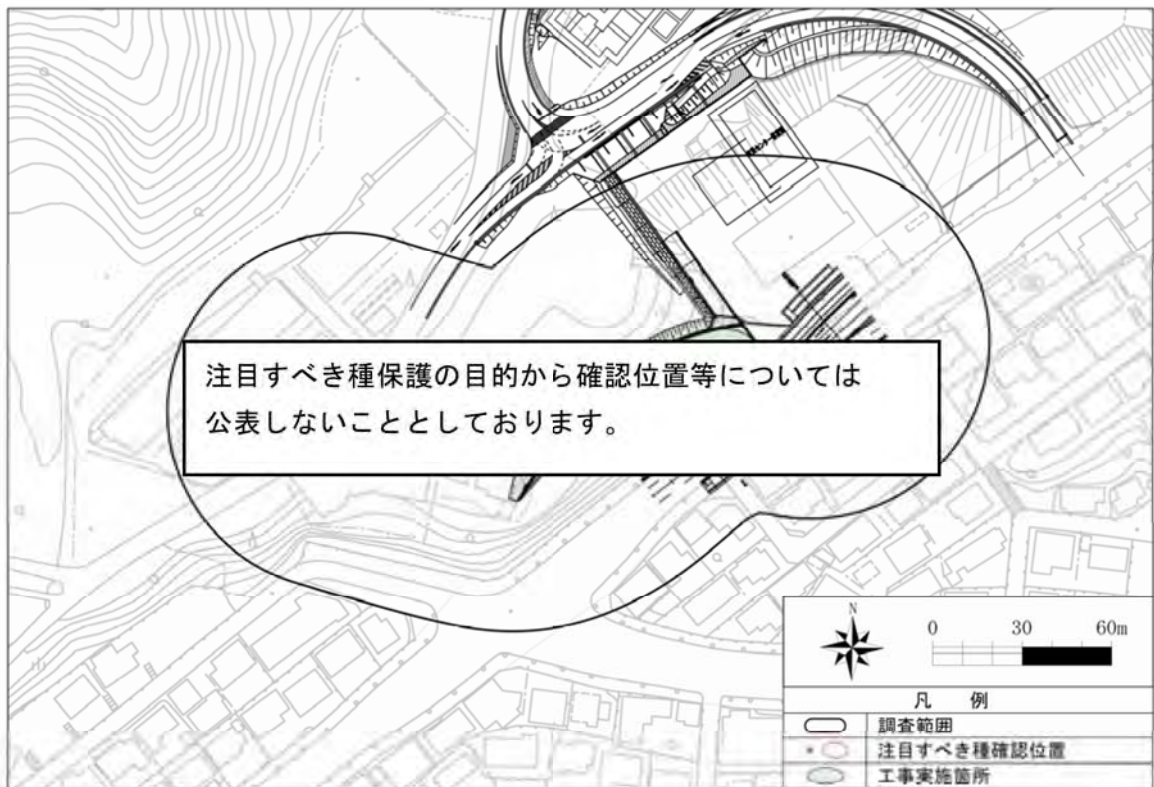 注目すべき種保護の目的から確認位置等については
公表しないこととしております。
N
0 30 60m
凡 例
調査範囲
注目すべき種確認位置
工事実施箇所